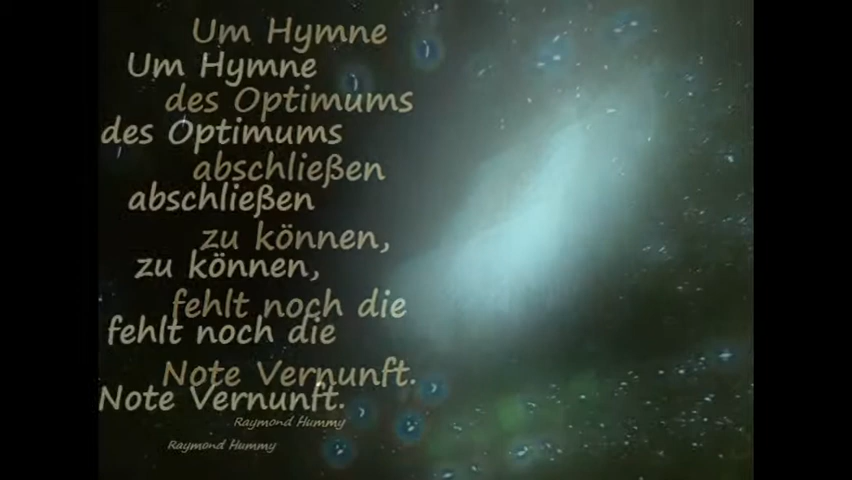 Um Hymne
Um Hymne
des Optimums
des Optimums
abschließen
abschließen
zu können,
zu können,
fehlt noch die
fehlt noch die
Note Vernunft.
Note Vernunft.
Raymond Hummy
Raymond Hummy